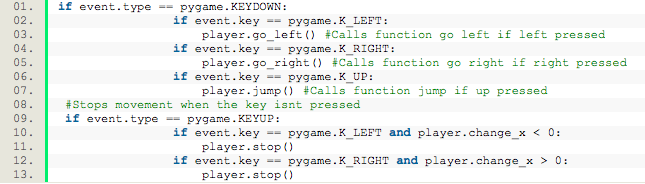 01. if event.type == pygame.KEYDOWN:
02. if event.key == pygame.K_LEFT:
03. player.go_left() #Calls function go left if left pressed
04. if event.key == pygame.K_RIGHT:
05. player.go_right() #Calls function go right if right pressed
06. if event.key == pygame.K_UP:
07. player.jump() #Calls function jump if up pressed
08. #Stops movement when the key isnt pressed
09. if event.type == pygame.KEYUP:
10. if event.key == pygame.K_LEFT and player.change_x < 0:
11. player.stop()
12. if event.key == pygame.K_RIGHT and player.change_x > 0:
13. player.stop()